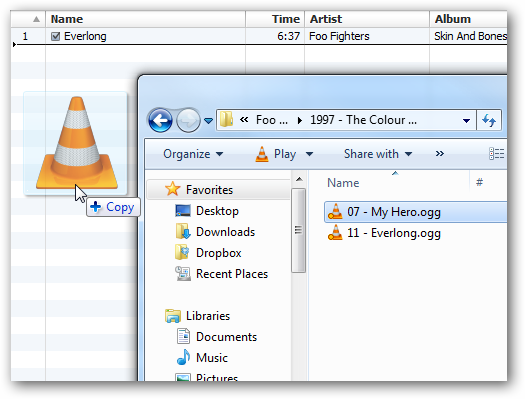 Name Time Artist Album
1 Everlong 6:37 Foo Fighters Skin And Bones
Foo ... 1997 - The Colour ...
Organize Play Share with
Favorites
Desktop
Downloads
Dropbox
Recent Places
Libraries
Documents
Music
Pictures
Name #
07 - My Hero.ogg
11 - Everlong.ogg
Copy